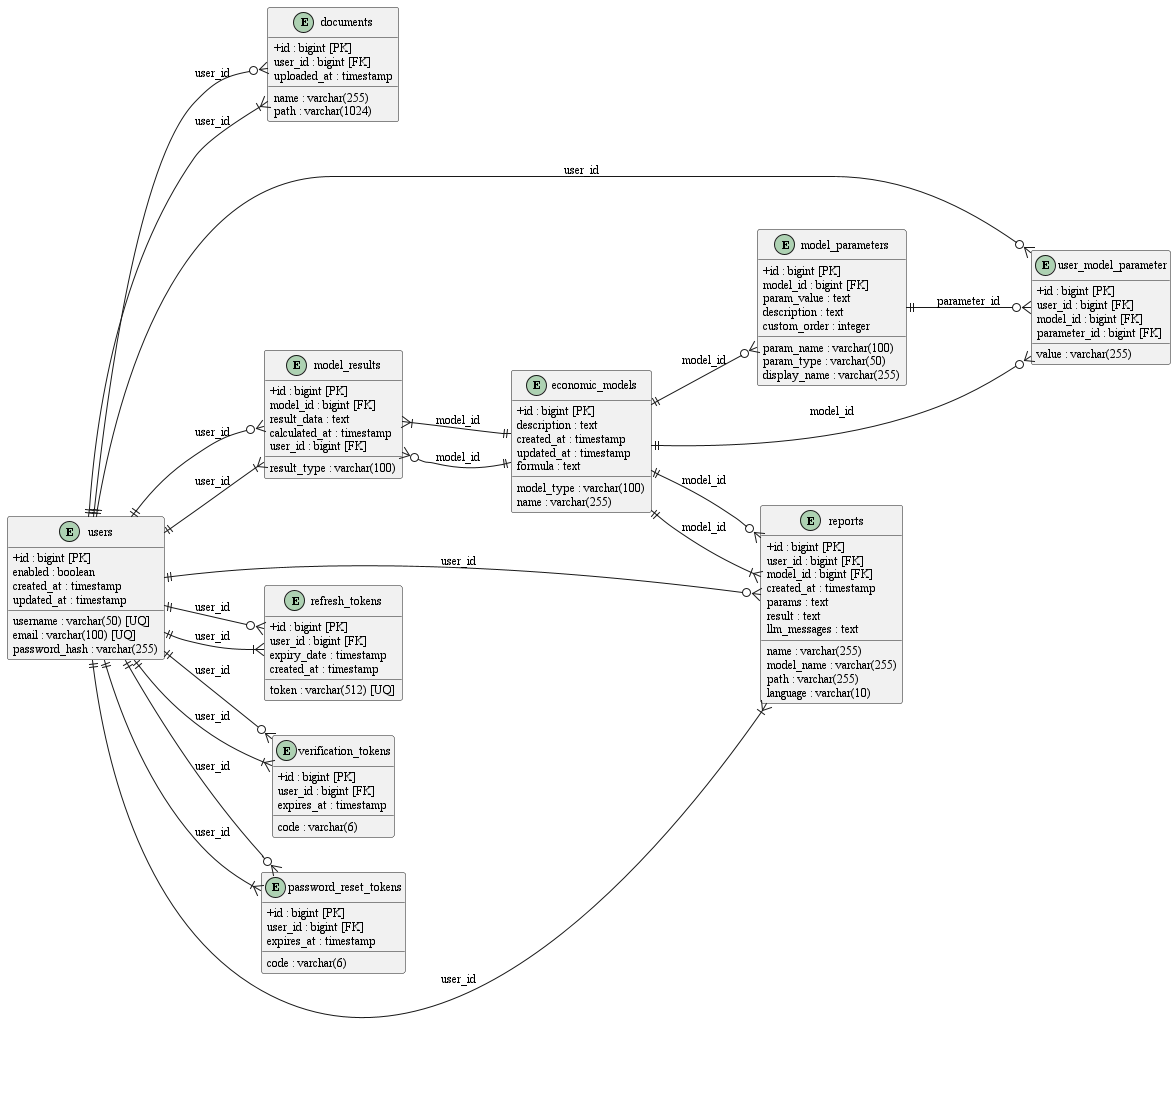 E documents
+id : bigint [PK]
user_id : bigint [FK]
uploaded_at : timestamp
name : varchar(255)
path : varchar(1024)
user_id
user_id
user_id
E model_parameters
+id : bigint [PK]
model_id : bigint [FK]
param_value : text
description : text
custom_order : integer
param_name : varchar(100)
param_type : varchar(50)
display_name : varchar(255)
E user_model_parameter
+id : bigint [PK]
user_id : bigint [FK]
model_id : bigint [FK]
parameter_id : bigint [FK]
value : varchar(255)
parameter_id
model_id
model_id
E model_results
+id : bigint [PK]
model_id : bigint [FK]
result_data : text
calculated_at : timestamp
user_id : bigint [FK]
result_type : varchar(100)
E economic_models
+id : bigint [PK]
description : text
created_at : timestamp
updated_at : timestamp
formula : text
model_type : varchar(100)
name : varchar(255)
model_id
model_id
user_id
user_id
model_id
model_id
E users
+id : bigint [PK]
enabled : boolean
created_at : timestamp
updated_at : timestamp
username : varchar(50) [UQ]
email : varchar(100) [UQ]
password_hash : varchar(255)
E reports
+id : bigint [PK]
user_id : bigint [FK]
model_id : bigint [FK]
created_at : timestamp
params : text
result : text
llm_messages : text
name : varchar(255)
model_name : varchar(255)
path : varchar(255)
language : varchar(10)
user_id
user_id
user_id
E refresh_tokens
+id : bigint [PK]
user_id : bigint [FK]
expiry_date : timestamp
created_at : timestamp
token : varchar(512) [UQ]
user_id
user_id
E verification_tokens
+id : bigint [PK]
user_id : bigint [FK]
expires_at : timestamp
code : varchar(6)
user_id
user_id
E password_reset_tokens
+id : bigint [PK]
user_id : bigint [FK]
expires_at : timestamp
code : varchar(6)
user_id